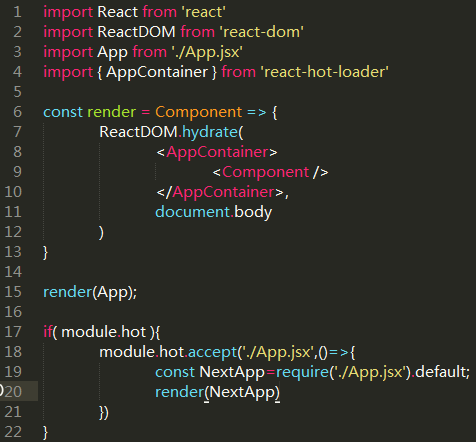 1 import React from 'react'
2 import ReactDOM from 'react-dom'
3 import App from './App.jsx'
4 import { AppContainer } from 'react-hot-loader'
5
6 const render = Component => {
7 ReactDOM.hydrate(
8 <AppContainer>
9 <Component />
10 </AppContainer>,
11 document.body
12 )
13 }
14
15 render(App);
16
17 if( module.hot ){
18 module.hot.accept('./App.jsx',()=>{
19 const NextApp=require('./App.jsx').default;
20 render(NextApp)
21 })
22 }